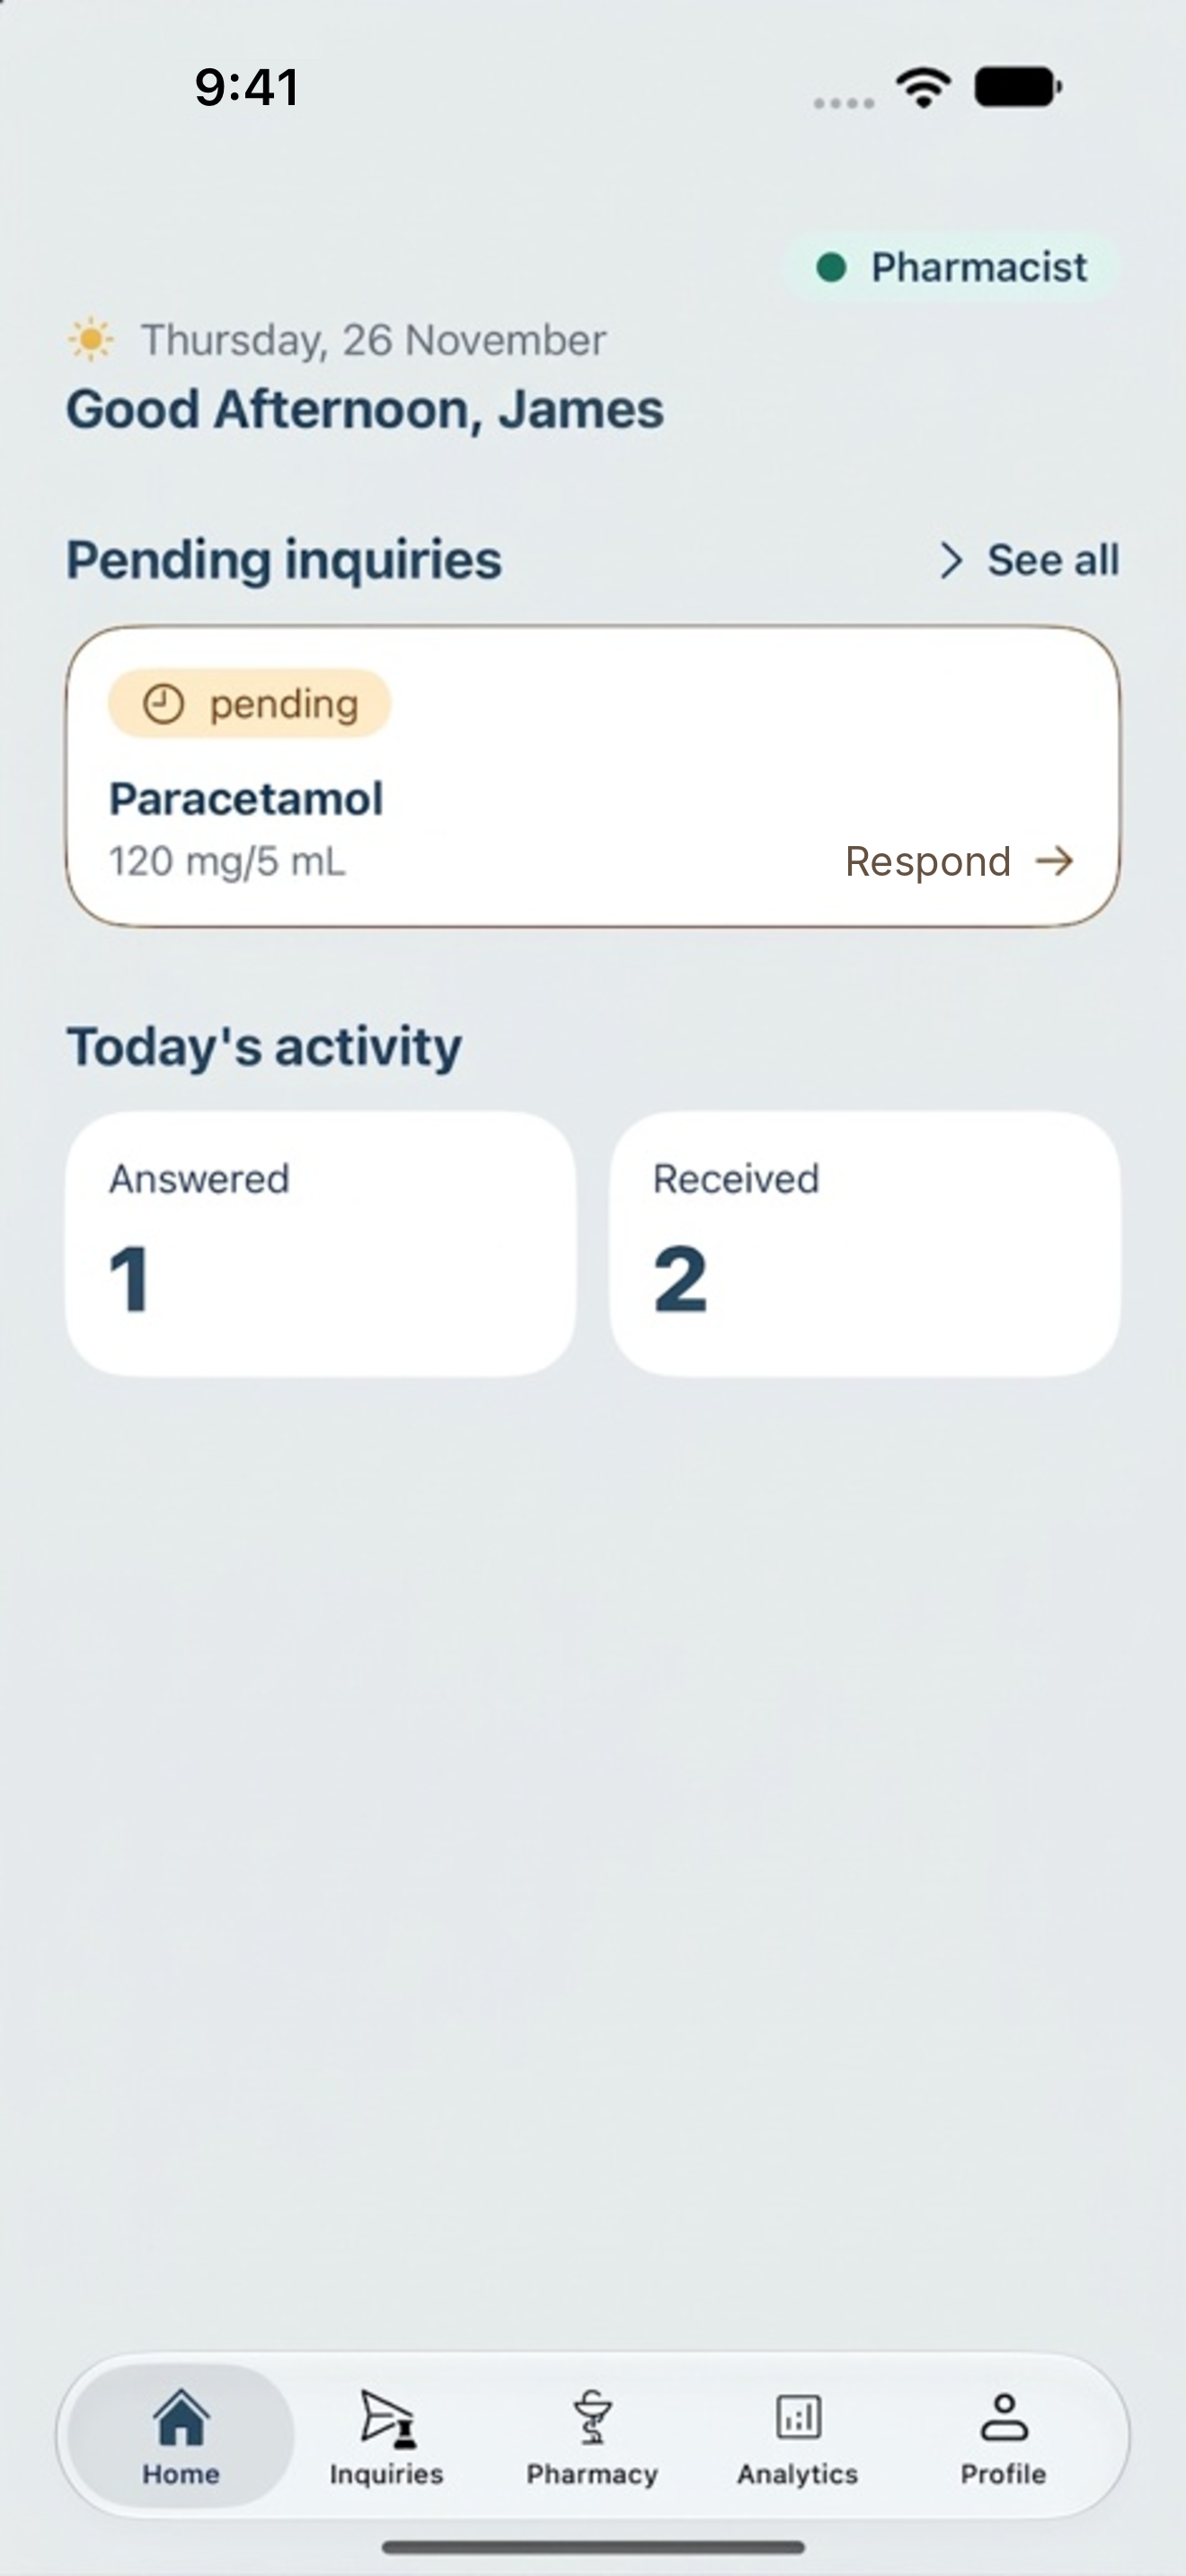 9:41
Pharmacist
Thursday, 26 November
Good Afternoon, James
Pending inquiries
See all
pending
Paracetamol
120 mg/5 mL
Respond →
Today's activity
Answered
1
Received
2
Home
Inquiries
Pharmacy
Analytics
Profile